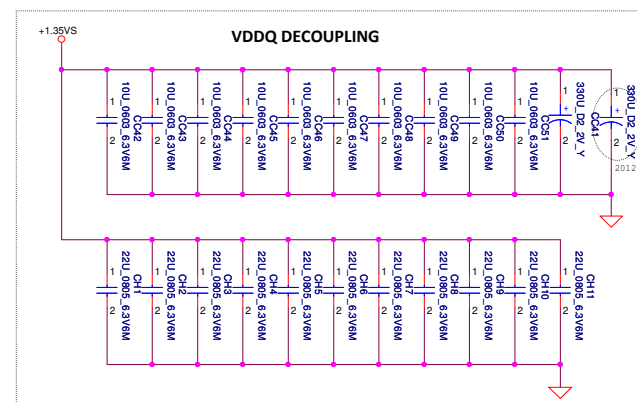 +1.35VS
VDDQ DECOUPLING
1
2
10U_0603_6.3V6M
CC42
1
2
10U_0603_6.3V6M
CC43
1
2
10U_0603_6.3V6M
CC44
1
2
10U_0603_6.3V6M
CC45
1
2
10U_0603_6.3V6M
CC46
1
2
10U_0603_6.3V6M
CC47
1
2
10U_0603_6.3V6M
CC48
1
2
10U_0603_6.3V6M
CC49
1
2
10U_0603_6.3V6M
CC50
1
2
10U_0603_6.3V6M
CC51
1
+
2
330U_D2_2V_Y
CC41
1
+
2
330U_D2_2V_Y
2012
1
2
22U_0805_6.3V6M
CH1
1
2
22U_0805_6.3V6M
CH2
1
2
22U_0805_6.3V6M
CH3
1
2
22U_0805_6.3V6M
CH4
1
2
22U_0805_6.3V6M
CH5
1
2
22U_0805_6.3V6M
CH6
1
2
22U_0805_6.3V6M
CH7
1
2
22U_0805_6.3V6M
CH8
1
2
22U_0805_6.3V6M
CH9
1
2
22U_0805_6.3V6M
CH10
1
2
22U_0805_6.3V6M
CH11